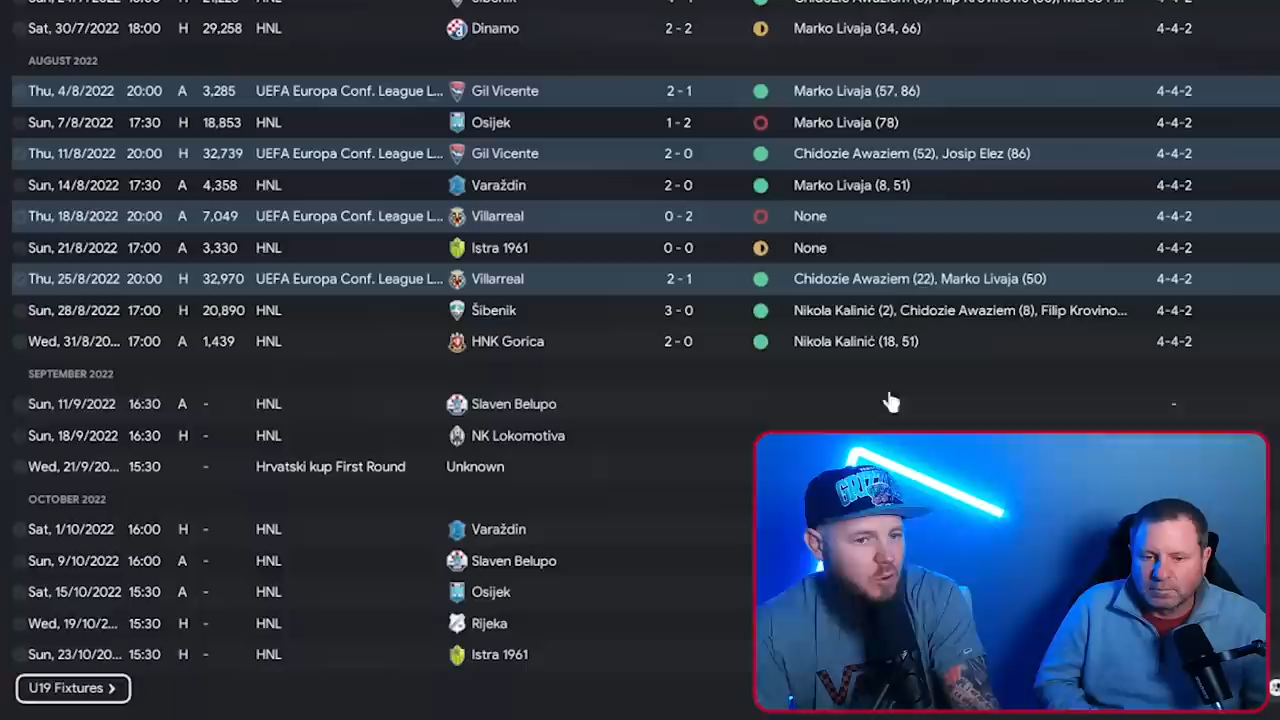 Sat, 30/7/2022 18:00 H 29,258 HNL Dinamo 2 - 2 Marko Livaja (34, 66) 4-4-2
AUGUST 2022
Thu, 4/8/2022 20:00 A 3,285 UEFA Europa Conf. League L... Gil Vicente 2 - 1 Marko Livaja (57, 86) 4-4-2
Sun, 7/8/2022 17:30 H 18,853 HNL Osijek 1 - 2 Marko Livaja (78) 4-4-2
Thu, 11/8/2022 20:00 H 32,739 UEFA Europa Conf. League L... Gil Vicente 2 - 0 Chidozie Awaziem (52), Josip Elez (86) 4-4-2
Sun, 14/8/2022 17:30 A 4,358 HNL Varaždin 2 - 0 Marko Livaja (8, 51) 4-4-2
Thu, 18/8/2022 20:00 A 7,049 UEFA Europa Conf. League L... Villarreal 0 - 2 None 4-4-2
Sun, 21/8/2022 17:00 A 3,330 HNL Istra 1961 0 - 0 None 4-4-2
Thu, 25/8/2022 20:00 H 32,970 UEFA Europa Conf. League L... Villarreal 2 - 1 Chidozie Awaziem (22), Marko Livaja (50) 4-4-2
Sun, 28/8/2022 17:00 H 20,890 HNL Šibenik 3 - 0 Nikola Kalinić (2), Chidozie Awaziem (8), Filip Krovino... 4-4-2
Wed, 31/8/20... 17:00 A 1,439 HNL HNK Gorica 2 - 0 Nikola Kalinić (18, 51) 4-4-2
SEPTEMBER 2022
Sun, 11/9/2022 16:30 A - HNL Slaven Belupo -
Sun, 18/9/2022 16:30 H - HNL NK Lokomotiva
Wed, 21/9/20... 15:30 - Hrvatski kup First Round Unknown
OCTOBER 2022
Sat, 1/10/2022 16:00 H - HNL Varaždin
Sun, 9/10/2022 16:00 A - HNL Slaven Belupo
Sat, 15/10/2022 15:30 A - HNL Osijek
Wed, 19/10/2... 15:30 H - HNL Rijeka
Sun, 23/10/20... 15:30 H - HNL Istra 1961
U19 Fixtures